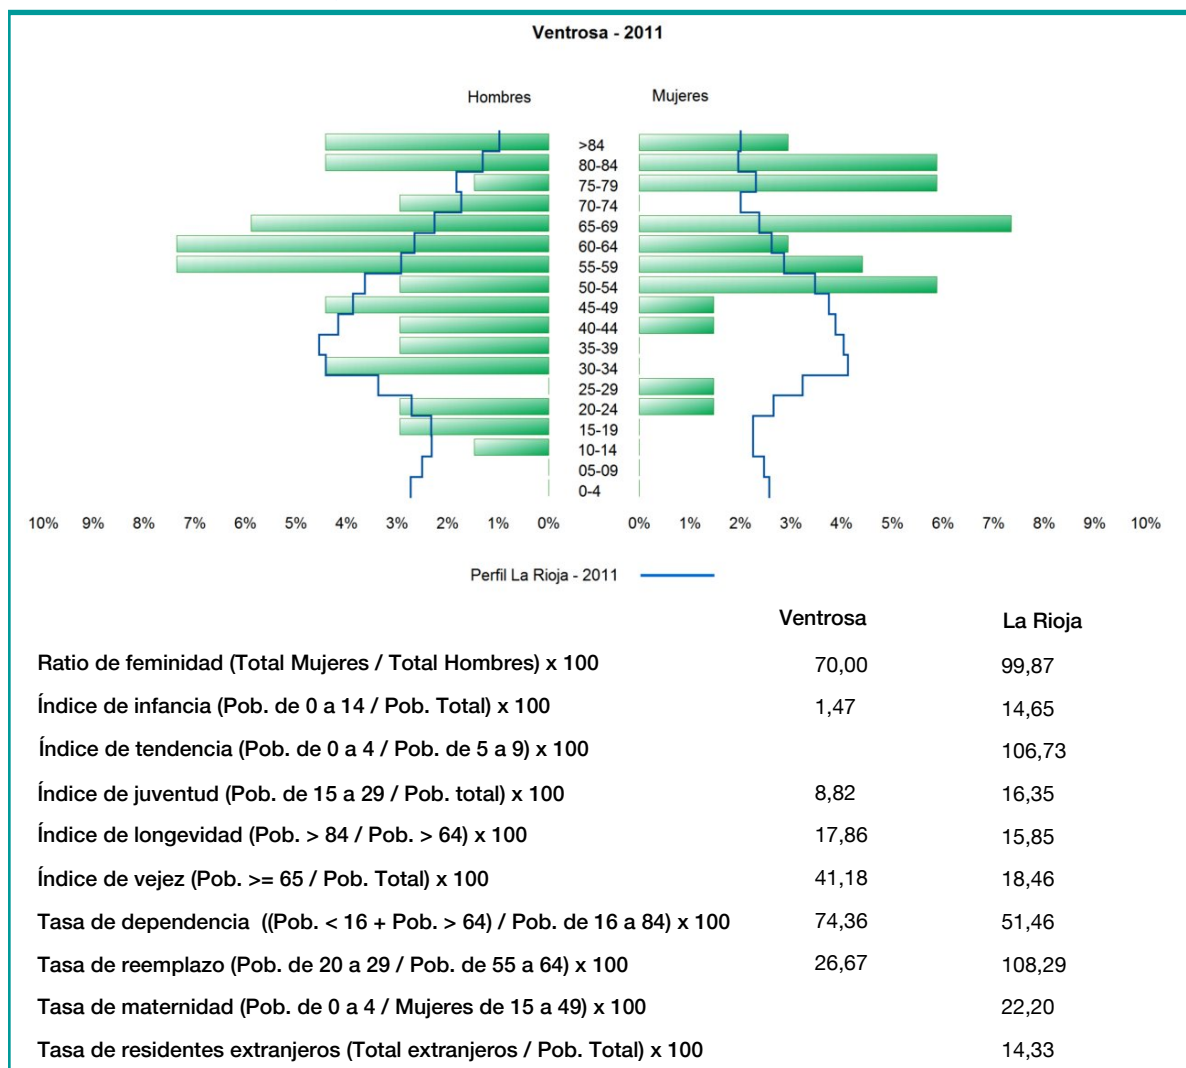 Ventrosa - 2011
Hombres Mujeres
>84
80-84
75-79
70-74
65-69
60-64
55-59
50-54
45-49
40-44
35-39
30-34
25-29
20-24
15-19
10-14
05-09
0-4
10% 9% 8% 7% 6% 5% 4% 3% 2% 1% 0% 0% 1% 2% 3% 4% 5% 6% 7% 8% 9% 10%
Perfil La Rioja - 2011
Ventrosa La Rioja
Ratio de feminidad (Total Mujeres / Total Hombres) x 100 70,00 99,87
Índice de infancia (Pob. de 0 a 14 / Pob. Total) x 100 1,47 14,65
Índice de tendencia (Pob. de 0 a 4 / Pob. de 5 a 9) x 100 106,73
Índice de juventud (Pob. de 15 a 29 / Pob. total) x 100 8,82 16,35
Índice de longevidad (Pob. > 84 / Pob. > 64) x 100 17,86 15,85
Índice de vejez (Pob. >= 65 / Pob. Total) x 100 41,18 18,46
Tasa de dependencia ((Pob. < 16 + Pob. > 64) / Pob. de 16 a 84) x 100 74,36 51,46
Tasa de reemplazo (Pob. de 20 a 29 / Pob. de 55 a 64) x 100 26,67 108,29
Tasa de maternidad (Pob. de 0 a 4 / Mujeres de 15 a 49) x 100 22,20
Tasa de residentes extranjeros (Total extranjeros / Pob. Total) x 100 14,33